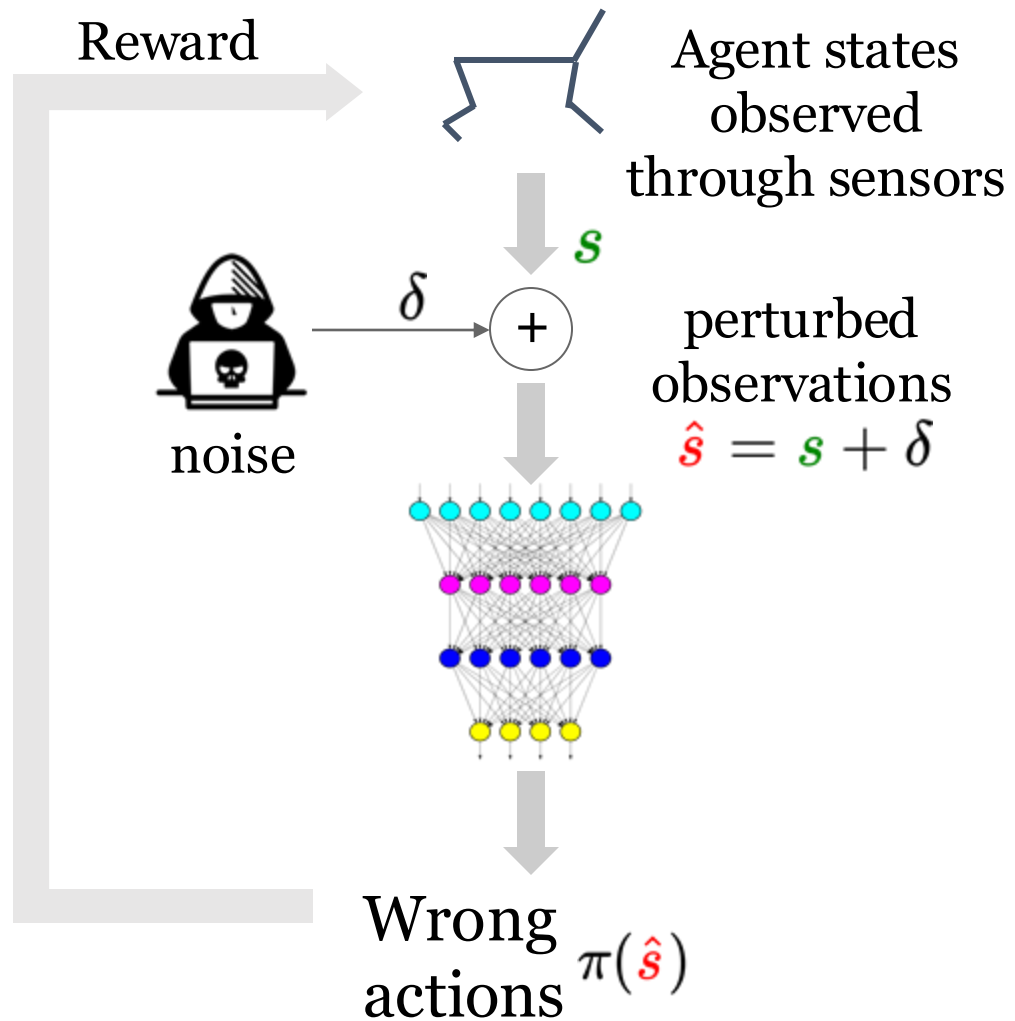 Reward
Agent states
observed
through sensors
s
δ
+
perturbed
observations
ŝ = s + δ
noise
Wrong
actions π(ŝ)